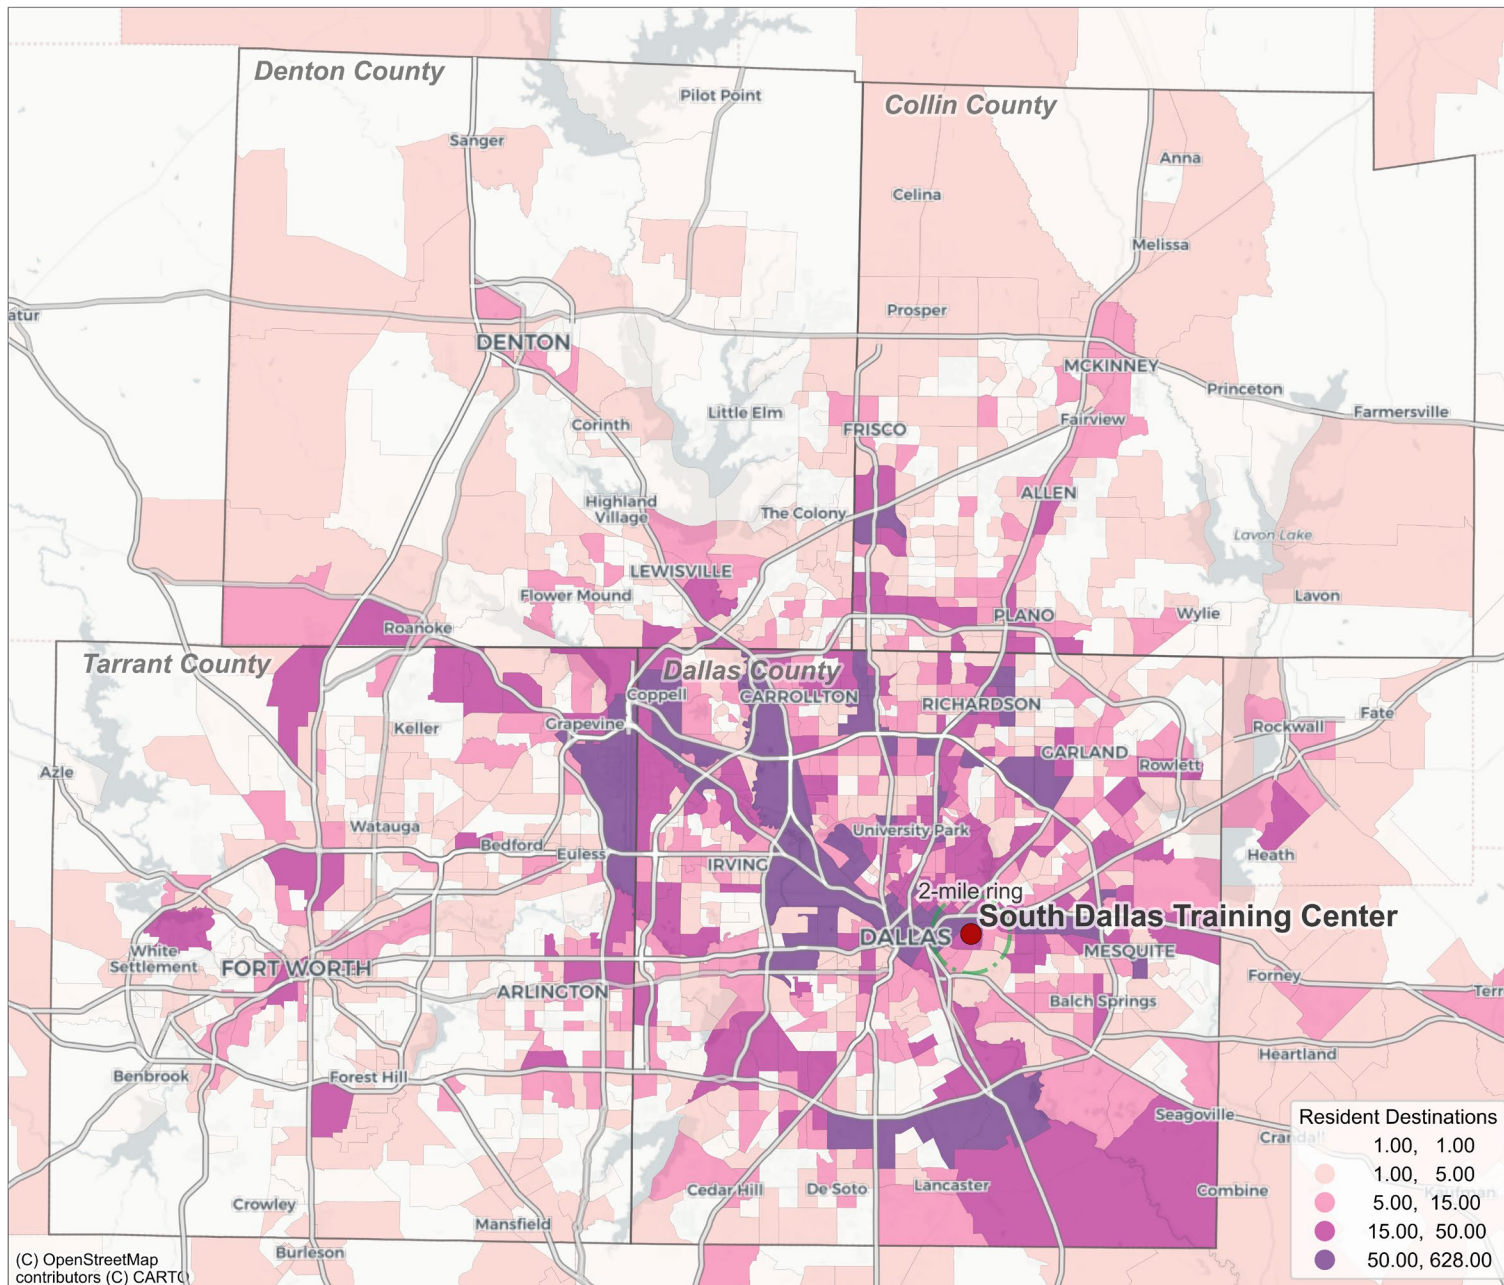 Denton County
Pilot Point
Collin County
Sanger
Anna
Celina
Melissa
atur
Prosper
DENTON
MCKINNEY
Princeton
Little Elm
Farmersville
Corinth
FRISCO
Fairview
Highland
Village
The Colony
ALLEN
Lavon Lake
LEWISVILLE
Flower Mound
Lavon
Roanoke
PLANO
Wylie
Tarrant County
Dallas County
Coppell
CARROLLTON
RICHARDSON
Fate
Keller
Grapevine
Rockwall
GARLAND
Azle
Rowlett
Watauga
University Park
Bedford
Euless
IRVING
Heath
2-mile ring
South Dallas Training Center
DALLAS
White
Settlement
FORT WORTH
MESQUITE
Forney
ARLINGTON
Terr
Balch Springs
Heartland
Benbrook
Forest Hill
Seagoville
Crandall
Cedar Hill
De Soto
Lancaster
Combine
Kaufman
Crowley
Mansfield
Burleson
Resident Destinations
1.00, 1.00
1.00, 5.00
5.00, 15.00
15.00, 50.00
50.00, 628.00
(C) OpenStreetMap
contributors (C) CARTO